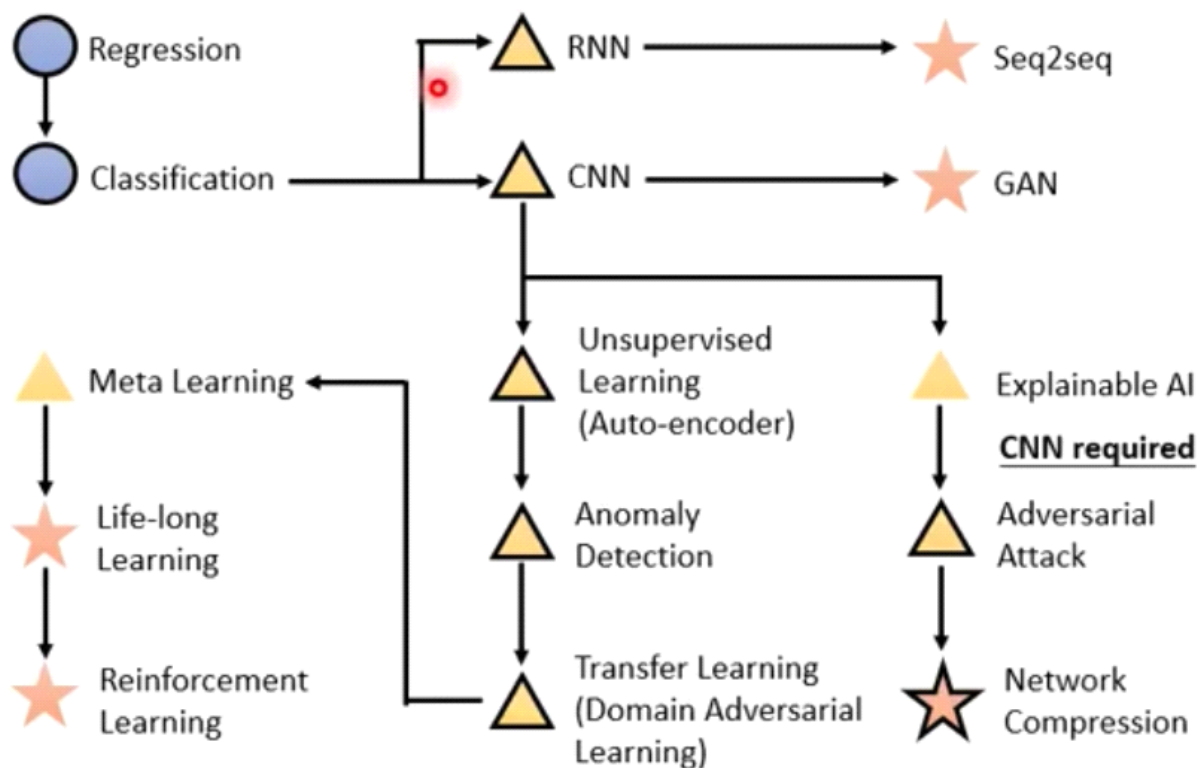 Regression
RNN
Seq2seq
Classification
CNN
GAN
Meta Learning
Unsupervised
Learning
(Auto-encoder)
Explainable AI
CNN required
Life-long
Learning
Anomaly
Detection
Adversarial
Attack
Reinforcement
Learning
Transfer Learning
(Domain Adversarial
Learning)
Network
Compression